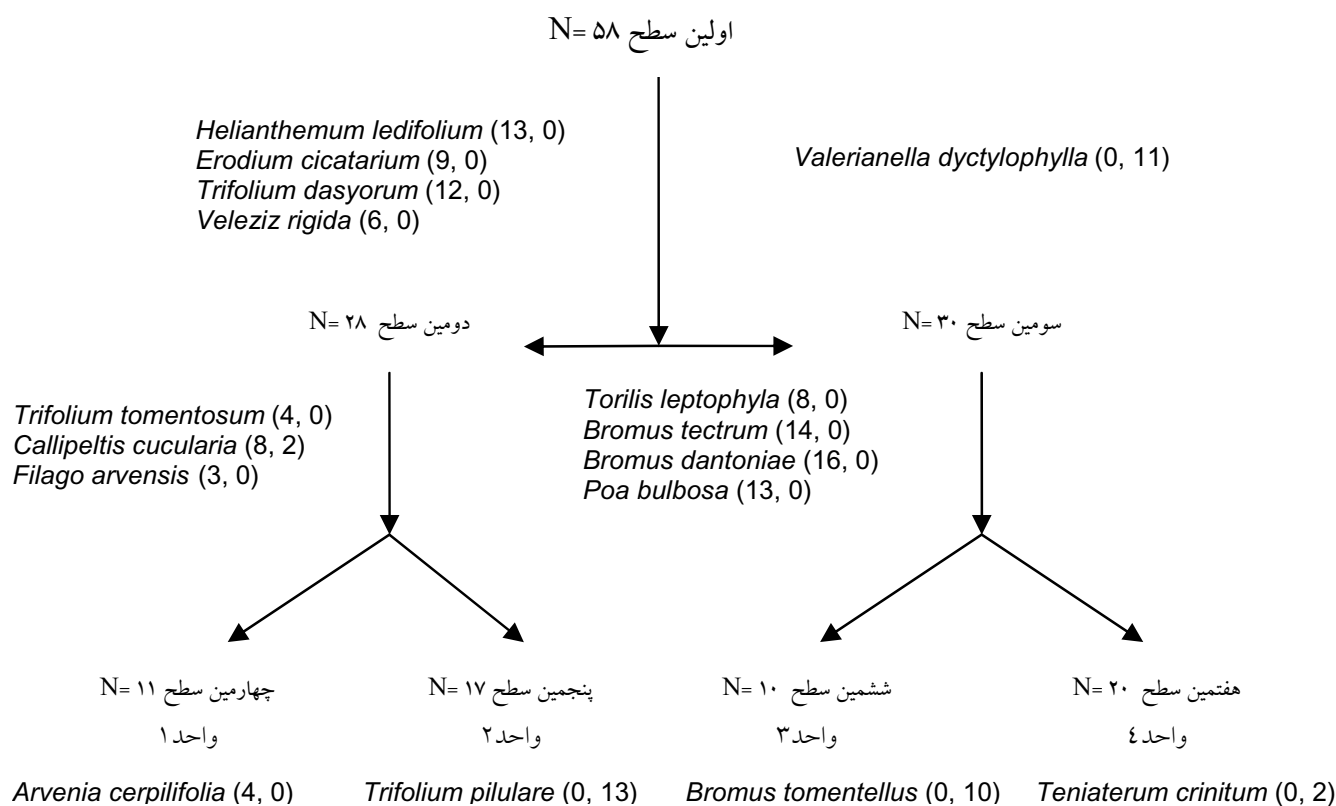 اولین سطح N= ۵۸
Helianthemum ledifolium (13, 0)
Erodium cicatarium (9, 0)
Trifolium dasyorum (12, 0)
Veleziz rigida (6, 0)
Valerianella dyctylophylla (0, 11)
دومین سطح N= ۲۸
سومین سطح N= ۳۰
Trifolium tomentosum (4, 0)
Callipeltis cucularia (8, 2)
Filago arvensis (3, 0)
Torilis leptophyla (8, 0)
Bromus tectrum (14, 0)
Bromus dantoniae (16, 0)
Poa bulbosa (13, 0)
چهارمین سطح N= ۱۱
واحد۱
پنجمین سطح N= ۱۷
واحد۲
ششمین سطح N= ۱۰
واحد۳
هفتمین سطح N= ۲۰
واحد٤
Arvenia cerpilifolia (4, 0)
Trifolium pilulare (0, 13)
Bromus tomentellus (0, 10)
Teniaterum crinitum (0, 2)